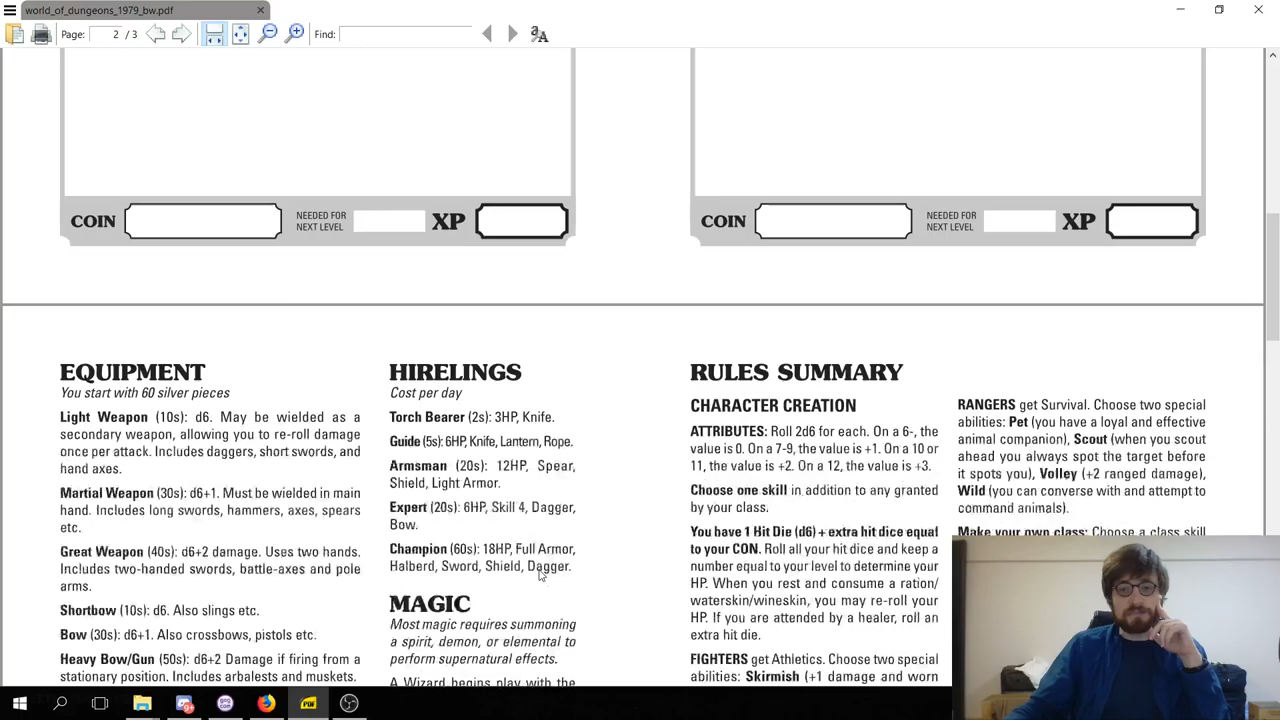 world_of_dungeons_1979_bw.pdf
Page: 2 / 3
Find:
COIN
NEEDED FOR
NEXT LEVEL
XP
COIN
NEEDED FOR
NEXT LEVEL
XP
EQUIPMENT
You start with 60 silver pieces
Light Weapon (10s): d6. May be wielded as a
secondary weapon, allowing you to re-roll damage
once per attack. Includes daggers, short swords, and
hand axes.
Martial Weapon (30s): d6+1. Must be wielded in main
hand. Includes long swords, hammers, axes, spears
etc.
Great Weapon (40s): d6+2 damage. Uses two hands.
Includes two-handed swords, battle-axes and pole
arms.
Shortbow (10s): d6. Also slings etc.
Bow (30s): d6+1. Also crossbows, pistols etc.
Heavy Bow/Gun (50s): d6+2 Damage if firing from a
stationary position. Includes arbalests and muskets.
HIRELINGS
Cost per day
Torch Bearer (2s): 3HP, Knife.
Guide (5s): 6HP, Knife, Lantern, Rope.
Armsman (20s): 12HP, Spear,
Shield, Light Armor.
Expert (20s): 6HP, Skill 4, Dagger,
Bow.
Champion (60s): 18HP, Full Armor,
Halberd, Sword, Shield, Dagger.
MAGIC
Most magic requires summoning
a spirit, demon, or elemental to
perform supernatural effects.
A Wizard begins play with the
RULES SUMMARY
CHARACTER CREATION
ATTRIBUTES: Roll 2d6 for each. On a 6-, the
value is 0. On a 7-9, the value is +1. On a 10 or
11, the value is +2. On a 12, the value is +3.
Choose one skill in addition to any granted
by your class.
You have 1 Hit Die (d6) + extra hit dice equal
to your CON. Roll all your hit dice and keep a
number equal to your level to determine your
HP. When you rest and consume a ration/
waterskin/wineskin, you may re-roll your
HP. If you are attended by a healer, roll an
extra hit die.
FIGHTERS get Athletics. Choose two special
abilities: Skirmish (+1 damage and worn
RANGERS get Survival. Choose two special
abilities: Pet (you have a loyal and effective
animal companion), Scout (when you scout
ahead you always spot the target before
it spots you), Volley (+2 ranged damage),
Wild (you can converse with and attempt to
command animals).
Make your own class: Choose a class skill